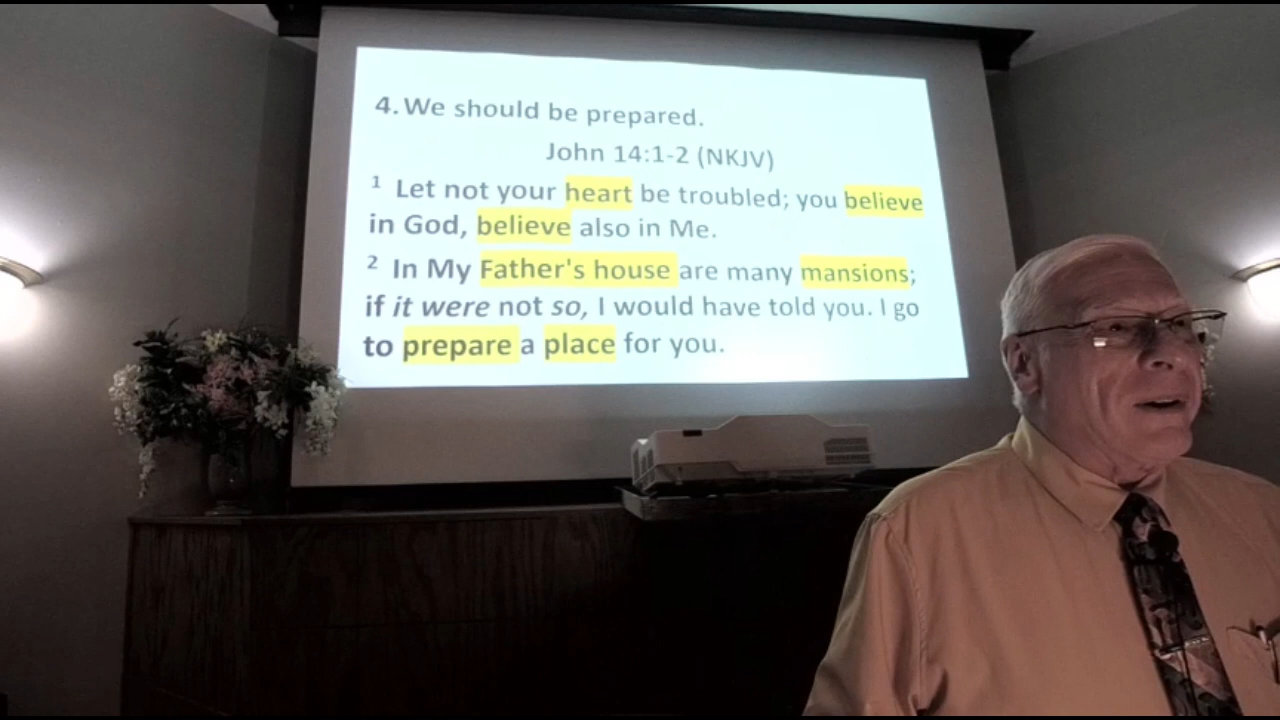 4. We should be prepared.
John 14:1-2 (NKJV)
1 Let not your heart be troubled; you believe
in God, believe also in Me.
2 In My Father's house are many mansions;
if it were not so, I would have told you. I go
to prepare a place for you.